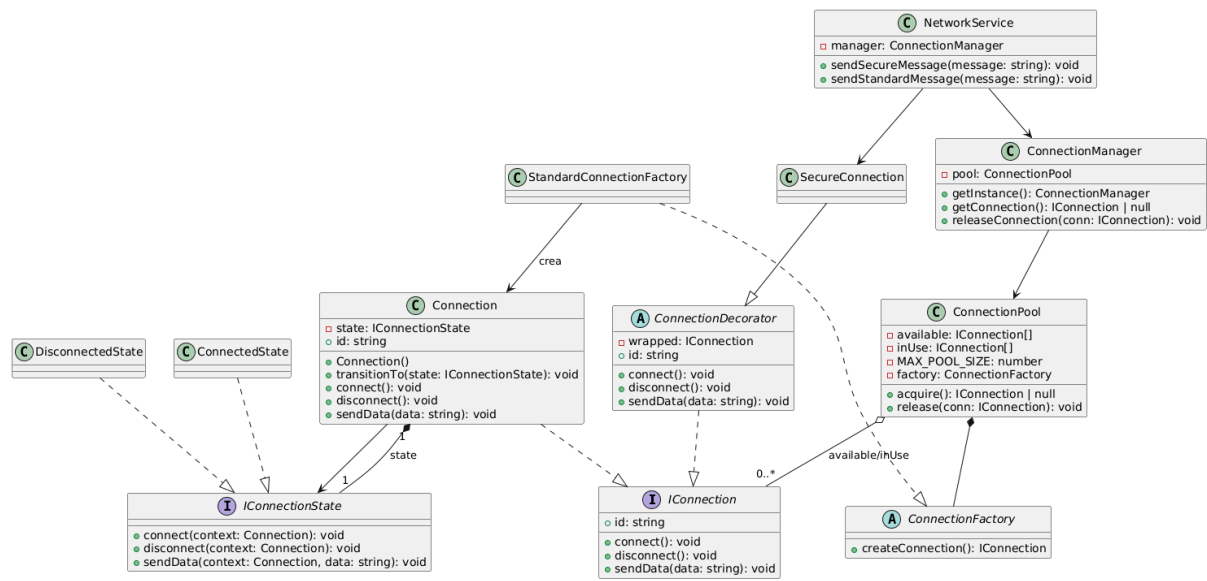 C NetworkService
manager: ConnectionManager
sendSecureMessage(message: string): void
sendStandardMessage(message: string): void
C StandardConnectionFactory
C SecureConnection
C ConnectionManager
pool: ConnectionPool
getInstance(): ConnectionManager
getConnection(): IConnection | null
releaseConnection(conn: IConnection): void
crea
C Connection
state: IConnectionState
id: string
Connection()
transitionTo(state: IConnectionState): void
connect(): void
disconnect(): void
sendData(data: string): void
A ConnectionDecorator
wrapped: IConnection
id: string
connect(): void
disconnect(): void
sendData(data: string): void
C ConnectionPool
available: IConnection[]
inUse: IConnection[]
MAX_POOL_SIZE: number
factory: ConnectionFactory
acquire(): IConnection | null
release(conn: IConnection): void
C DisconnectedState
C ConnectedState
1
state
1
available/inUse
0..*
I IConnectionState
connect(context: Connection): void
disconnect(context: Connection): void
sendData(context: Connection, data: string): void
I IConnection
id: string
connect(): void
disconnect(): void
sendData(data: string): void
A ConnectionFactory
createConnection(): IConnection